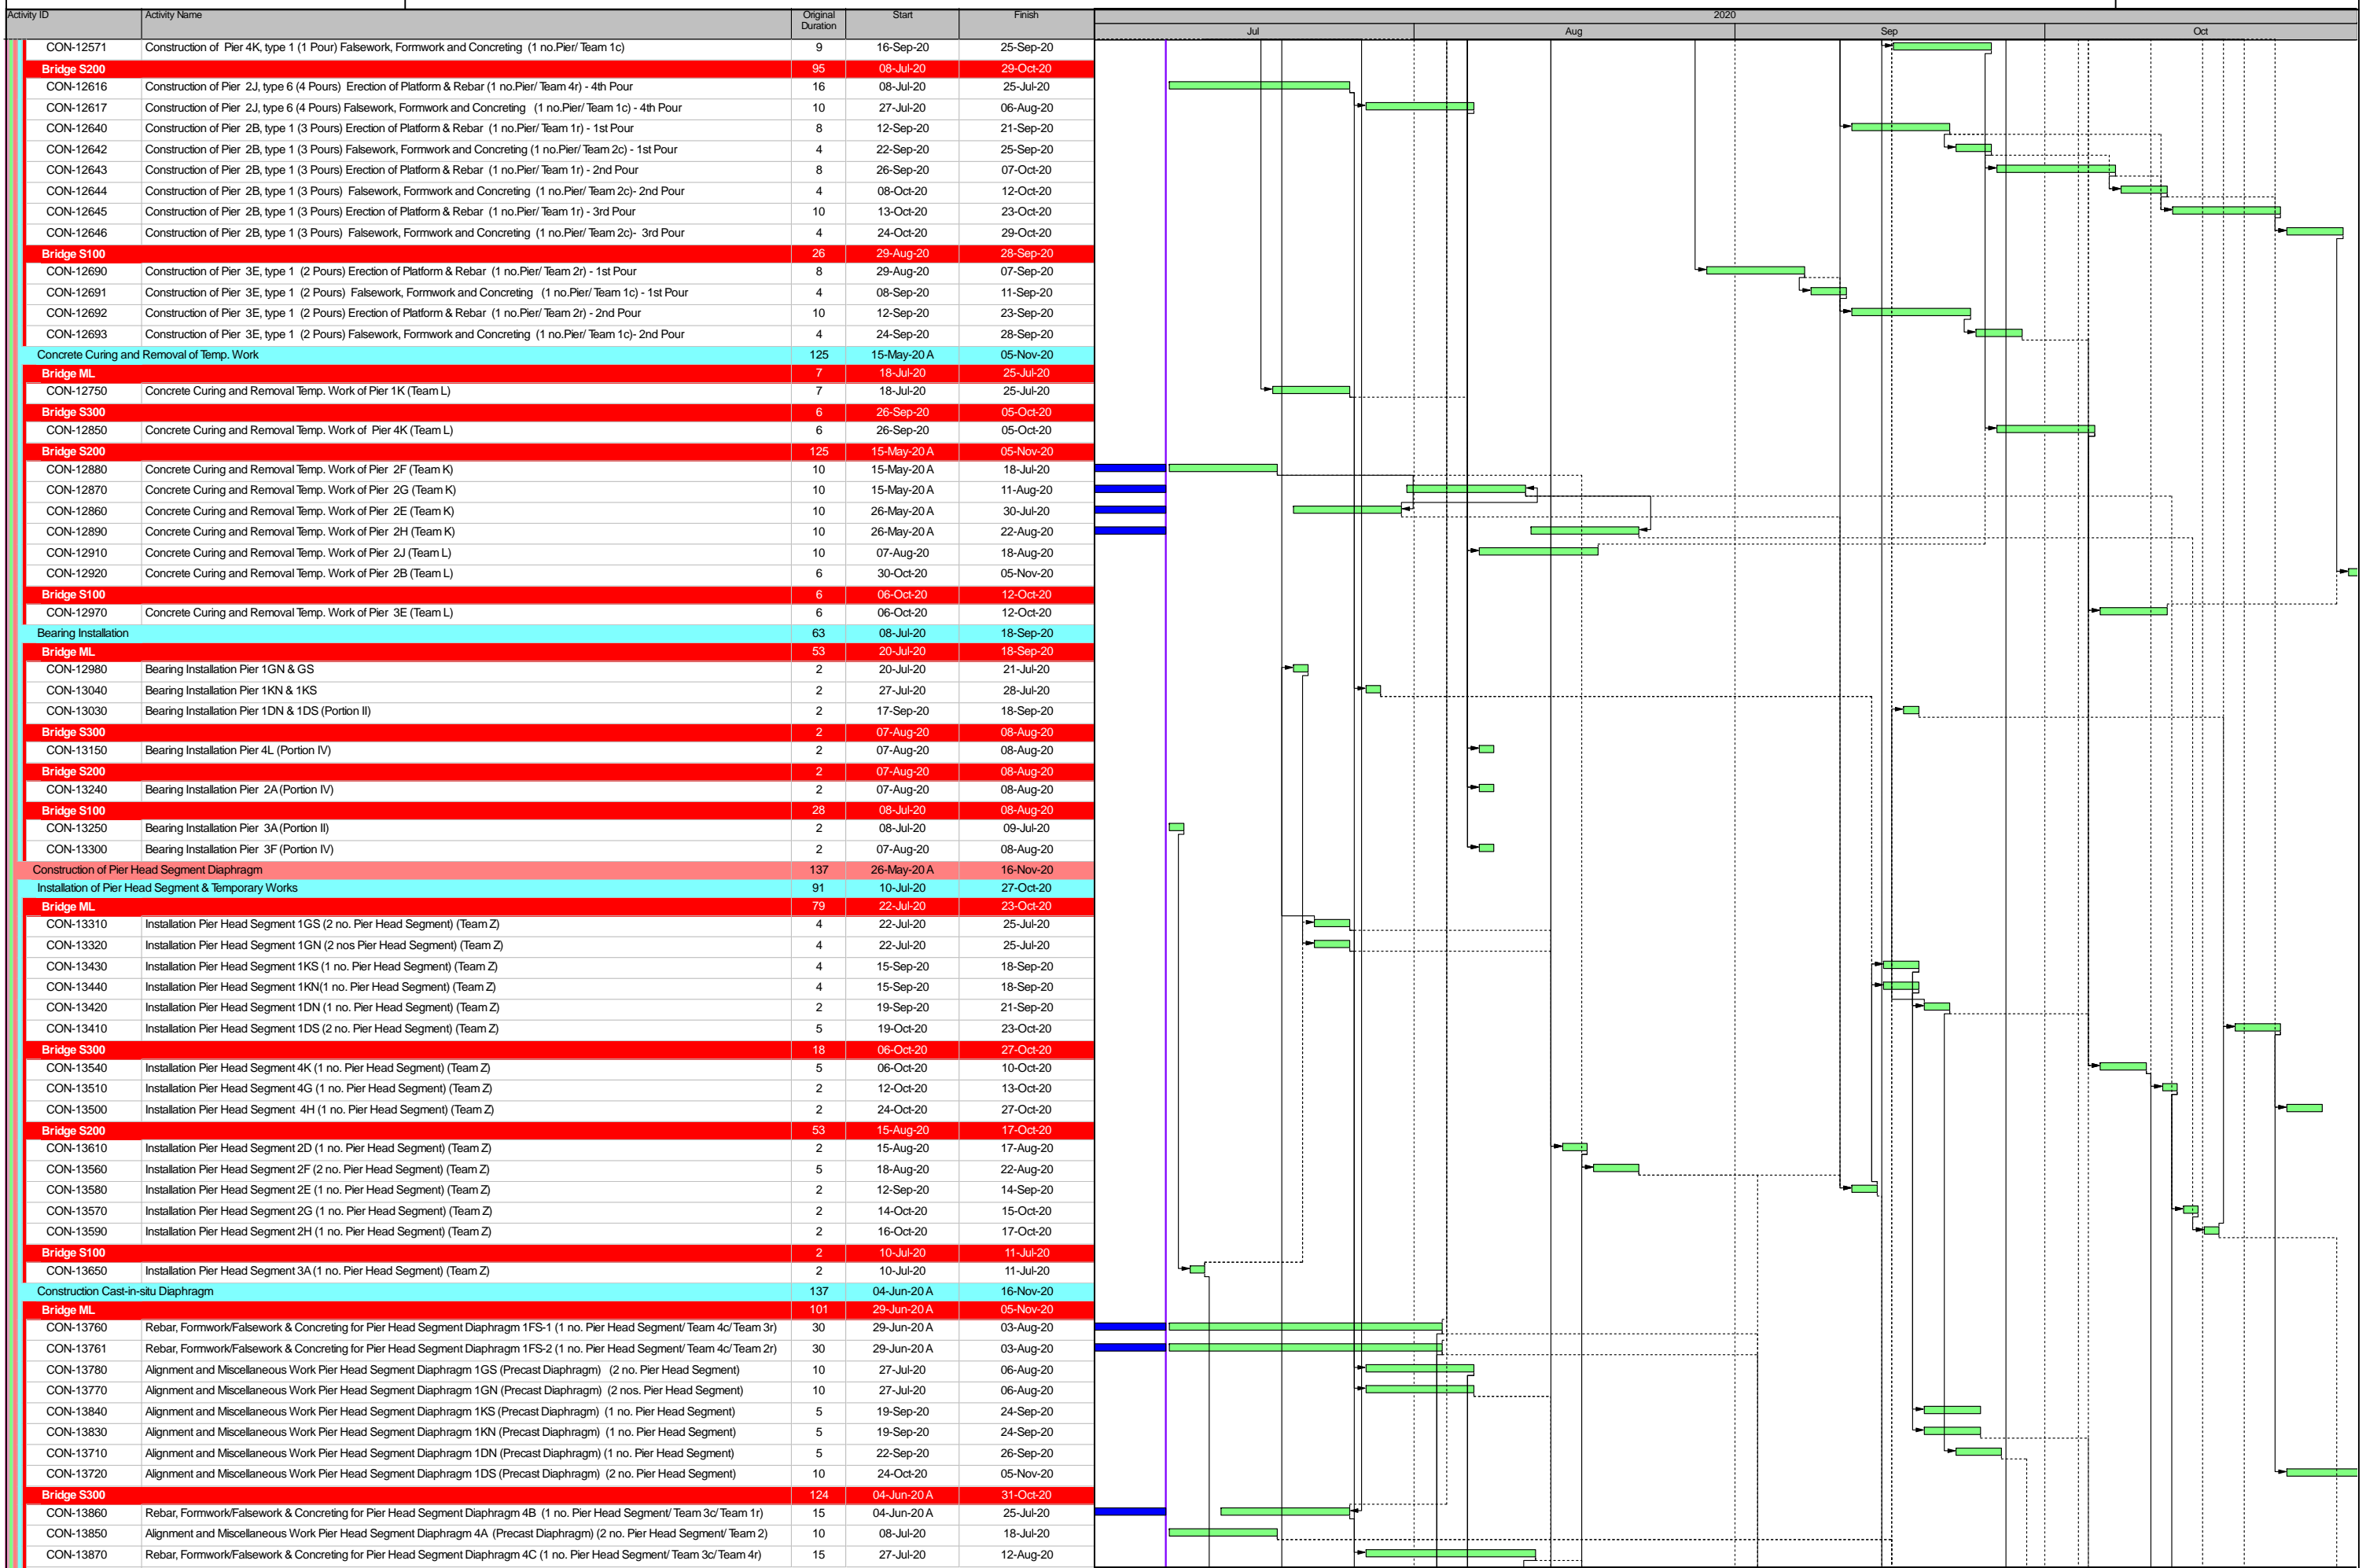 Activity ID Activity Name Original Duration Start Finish 2020
Jul Aug Sep Oct
CON-12571 Construction of Pier 4K, type 1 (1 Pour) Falsework, Formwork and Concreting (1 no.Pier/ Team 1c) 9 16-Sep-20 25-Sep-20
Bridge S200 95 08-Jul-20 29-Oct-20
CON-12616 Construction of Pier 2J, type 6 (4 Pours) Erection of Platform & Rebar (1 no.Pier/ Team 4r) - 4th Pour 16 08-Jul-20 25-Jul-20
CON-12617 Construction of Pier 2J, type 6 (4 Pours) Falsework, Formwork and Concreting (1 no.Pier/ Team 1c) - 4th Pour 10 27-Jul-20 06-Aug-20
CON-12640 Construction of Pier 2B, type 1 (3 Pours) Erection of Platform & Rebar (1 no.Pier/ Team 1r) - 1st Pour 8 12-Sep-20 21-Sep-20
CON-12642 Construction of Pier 2B, type 1 (3 Pours) Falsework, Formwork and Concreting (1 no.Pier/ Team 2c) - 1st Pour 4 22-Sep-20 25-Sep-20
CON-12643 Construction of Pier 2B, type 1 (3 Pours) Erection of Platform & Rebar (1 no.Pier/ Team 1r) - 2nd Pour 8 26-Sep-20 07-Oct-20
CON-12644 Construction of Pier 2B, type 1 (3 Pours) Falsework, Formwork and Concreting (1 no.Pier/ Team 2c)- 2nd Pour 4 08-Oct-20 12-Oct-20
CON-12645 Construction of Pier 2B, type 1 (3 Pours) Erection of Platform & Rebar (1 no.Pier/ Team 1r) - 3rd Pour 10 13-Oct-20 23-Oct-20
CON-12646 Construction of Pier 2B, type 1 (3 Pours) Falsework, Formwork and Concreting (1 no.Pier/ Team 2c)- 3rd Pour 4 24-Oct-20 29-Oct-20
Bridge S100 26 29-Aug-20 28-Sep-20
CON-12690 Construction of Pier 3E, type 1 (2 Pours) Erection of Platform & Rebar (1 no.Pier/ Team 2r) - 1st Pour 8 29-Aug-20 07-Sep-20
CON-12691 Construction of Pier 3E, type 1 (2 Pours) Falsework, Formwork and Concreting (1 no.Pier/ Team 1c) - 1st Pour 4 08-Sep-20 11-Sep-20
CON-12692 Construction of Pier 3E, type 1 (2 Pours) Erection of Platform & Rebar (1 no.Pier/ Team 2r) - 2nd Pour 10 12-Sep-20 23-Sep-20
CON-12693 Construction of Pier 3E, type 1 (2 Pours) Falsework, Formwork and Concreting (1 no.Pier/ Team 1c)- 2nd Pour 4 24-Sep-20 28-Sep-20
Concrete Curing and Removal of Temp. Work 125 15-May-20 A 05-Nov-20
Bridge ML 7 18-Jul-20 25-Jul-20
CON-12750 Concrete Curing and Removal Temp. Work of Pier 1K (Team L) 7 18-Jul-20 25-Jul-20
Bridge S300 6 26-Sep-20 05-Oct-20
CON-12850 Concrete Curing and Removal Temp. Work of Pier 4K (Team L) 6 26-Sep-20 05-Oct-20
Bridge S200 125 15-May-20 A 05-Nov-20
CON-12880 Concrete Curing and Removal Temp. Work of Pier 2F (Team K) 10 15-May-20 A 18-Jul-20
CON-12870 Concrete Curing and Removal Temp. Work of Pier 2G (Team K) 10 15-May-20 A 11-Aug-20
CON-12860 Concrete Curing and Removal Temp. Work of Pier 2E (Team K) 10 26-May-20 A 30-Jul-20
CON-12890 Concrete Curing and Removal Temp. Work of Pier 2H (Team K) 10 26-May-20 A 22-Aug-20
CON-12910 Concrete Curing and Removal Temp. Work of Pier 2J (Team L) 10 07-Aug-20 18-Aug-20
CON-12920 Concrete Curing and Removal Temp. Work of Pier 2B (Team L) 6 30-Oct-20 05-Nov-20
Bridge S100 6 06-Oct-20 12-Oct-20
CON-12970 Concrete Curing and Removal Temp. Work of Pier 3E (Team L) 6 06-Oct-20 12-Oct-20
Bearing Installation 63 08-Jul-20 18-Sep-20
Bridge ML 53 20-Jul-20 18-Sep-20
CON-12980 Bearing Installation Pier 1GN & GS 2 20-Jul-20 21-Jul-20
CON-13040 Bearing Installation Pier 1KN & 1KS 2 27-Jul-20 28-Jul-20
CON-13030 Bearing Installation Pier 1DN & 1DS (Portion II) 2 17-Sep-20 18-Sep-20
Bridge S300 2 07-Aug-20 08-Aug-20
CON-13150 Bearing Installation Pier 4L (Portion IV) 2 07-Aug-20 08-Aug-20
Bridge S200 2 07-Aug-20 08-Aug-20
CON-13240 Bearing Installation Pier 2A (Portion IV) 2 07-Aug-20 08-Aug-20
Bridge S100 28 08-Jul-20 08-Aug-20
CON-13250 Bearing Installation Pier 3A (Portion II) 2 08-Jul-20 09-Jul-20
CON-13300 Bearing Installation Pier 3F (Portion IV) 2 07-Aug-20 08-Aug-20
Construction of Pier Head Segment Diaphragm 137 26-May-20 A 16-Nov-20
Installation of Pier Head Segment & Temporary Works 91 10-Jul-20 27-Oct-20
Bridge ML 79 22-Jul-20 23-Oct-20
CON-13310 Installation Pier Head Segment 1GS (2 no. Pier Head Segment) (Team Z) 4 22-Jul-20 25-Jul-20
CON-13320 Installation Pier Head Segment 1GN (2 nos Pier Head Segment) (Team Z) 4 22-Jul-20 25-Jul-20
CON-13430 Installation Pier Head Segment 1KS (1 no. Pier Head Segment) (Team Z) 4 15-Sep-20 18-Sep-20
CON-13440 Installation Pier Head Segment 1KN(1 no. Pier Head Segment) (Team Z) 4 15-Sep-20 18-Sep-20
CON-13420 Installation Pier Head Segment 1DN (1 no. Pier Head Segment) (Team Z) 2 19-Sep-20 21-Sep-20
CON-13410 Installation Pier Head Segment 1DS (2 no. Pier Head Segment) (Team Z) 5 19-Oct-20 23-Oct-20
Bridge S300 18 06-Oct-20 27-Oct-20
CON-13540 Installation Pier Head Segment 4K (1 no. Pier Head Segment) (Team Z) 5 06-Oct-20 10-Oct-20
CON-13510 Installation Pier Head Segment 4G (1 no. Pier Head Segment) (Team Z) 2 12-Oct-20 13-Oct-20
CON-13500 Installation Pier Head Segment 4H (1 no. Pier Head Segment) (Team Z) 2 24-Oct-20 27-Oct-20
Bridge S200 53 15-Aug-20 17-Oct-20
CON-13610 Installation Pier Head Segment 2D (1 no. Pier Head Segment) (Team Z) 2 15-Aug-20 17-Aug-20
CON-13560 Installation Pier Head Segment 2F (2 no. Pier Head Segment) (Team Z) 5 18-Aug-20 22-Aug-20
CON-13580 Installation Pier Head Segment 2E (1 no. Pier Head Segment) (Team Z) 2 12-Sep-20 14-Sep-20
CON-13570 Installation Pier Head Segment 2G (1 no. Pier Head Segment) (Team Z) 2 14-Oct-20 15-Oct-20
CON-13590 Installation Pier Head Segment 2H (1 no. Pier Head Segment) (Team Z) 2 16-Oct-20 17-Oct-20
Bridge S100 2 10-Jul-20 11-Jul-20
CON-13650 Installation Pier Head Segment 3A (1 no. Pier Head Segment) (Team Z) 2 10-Jul-20 11-Jul-20
Construction Cast-in-situ Diaphragm 137 04-Jun-20 A 16-Nov-20
Bridge ML 101 29-Jun-20 A 05-Nov-20
CON-13760 Rebar, Formwork/Falsework & Concreting for Pier Head Segment Diaphragm 1FS-1 (1 no. Pier Head Segment/ Team 4c/ Team 3r) 30 29-Jun-20 A 03-Aug-20
CON-13761 Rebar, Formwork/Falsework & Concreting for Pier Head Segment Diaphragm 1FS-2 (1 no. Pier Head Segment/ Team 4c/ Team 2r) 30 29-Jun-20 A 03-Aug-20
CON-13780 Alignment and Miscellaneous Work Pier Head Segment Diaphragm 1GS (Precast Diaphragm) (2 no. Pier Head Segment) 10 27-Jul-20 06-Aug-20
CON-13770 Alignment and Miscellaneous Work Pier Head Segment Diaphragm 1GN (Precast Diaphragm) (2 nos. Pier Head Segment) 10 27-Jul-20 06-Aug-20
CON-13840 Alignment and Miscellaneous Work Pier Head Segment Diaphragm 1KS (Precast Diaphragm) (1 no. Pier Head Segment) 5 19-Sep-20 24-Sep-20
CON-13830 Alignment and Miscellaneous Work Pier Head Segment Diaphragm 1KN (Precast Diaphragm) (1 no. Pier Head Segment) 5 19-Sep-20 24-Sep-20
CON-13710 Alignment and Miscellaneous Work Pier Head Segment Diaphragm 1DN (Precast Diaphragm) (1 no. Pier Head Segment) 5 22-Sep-20 26-Sep-20
CON-13720 Alignment and Miscellaneous Work Pier Head Segment Diaphragm 1DS (Precast Diaphragm) (2 no. Pier Head Segment) 10 24-Oct-20 05-Nov-20
Bridge S300 124 04-Jun-20 A 31-Oct-20
CON-13860 Rebar, Formwork/Falsework & Concreting for Pier Head Segment Diaphragm 4B (1 no. Pier Head Segment/ Team 3c/ Team 1r) 15 04-Jun-20 A 25-Jul-20
CON-13850 Alignment and Miscellaneous Work Pier Head Segment Diaphragm 4A (Precast Diaphragm) (2 no. Pier Head Segment/ Team 2) 10 08-Jul-20 18-Jul-20
CON-13870 Rebar, Formwork/Falsework & Concreting for Pier Head Segment Diaphragm 4C (1 no. Pier Head Segment/ Team 3c/ Team 4r) 15 27-Jul-20 12-Aug-20